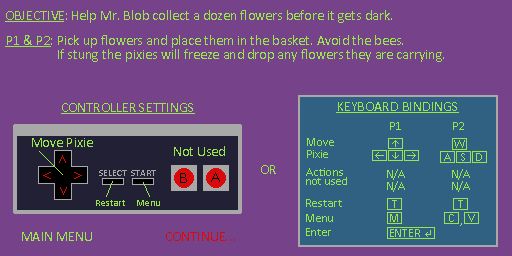 OBJECTIVE: Help Mr. Blob collect a dozen flowers before it gets dark.
P1 & P2: Pick up flowers and place them in the basket. Avoid the bees.
If stung the pixies will freeze and drop any flowers they are carrying.
CONTROLLER SETTINGS
Move Pixie
Not Used
SELECT START
B A
Restart Menu
OR
KEYBOARD BINDINGS
P1 P2
Move Pixie ↑ W
← ↓ → A S D
Actions not used N/A N/A
N/A N/A
Restart T T
Menu M C, V
Enter ENTER ↵
MAIN MENU
CONTINUE...